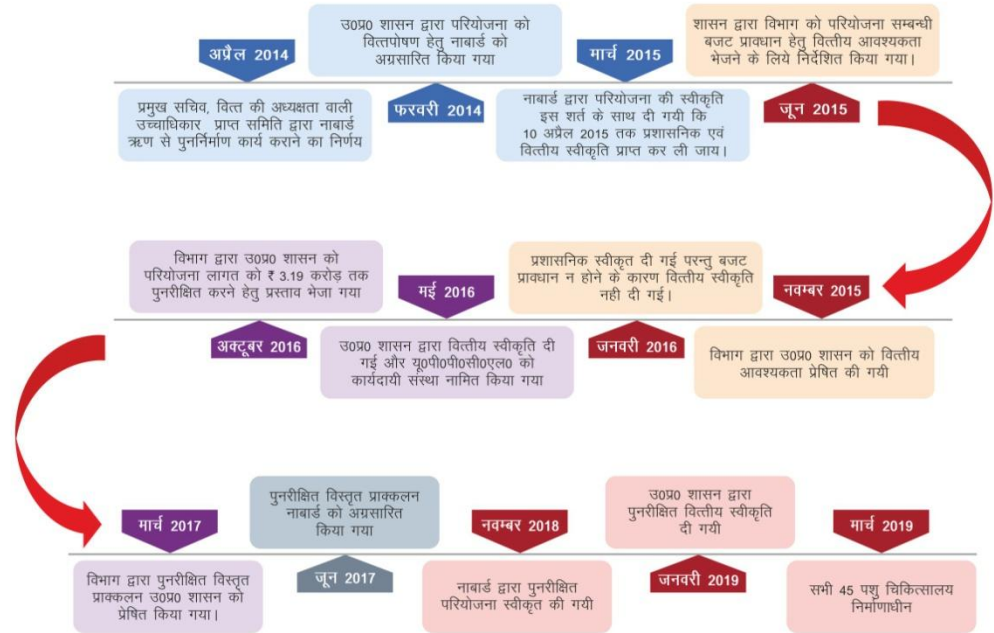 अप्रैल 2014
प्रमुख सचिव, वित्त की अध्यक्षता वाली
उच्चाधिकार प्राप्त समिति द्वारा नाबार्ड
ऋण से पुनर्निर्माण कार्य कराने का निर्णय
उ0प्र0 शासन द्वारा परियोजना को
वित्तपोषण हेतु नाबार्ड को
अग्रसारित किया गया
फरवरी 2014
मार्च 2015
नाबार्ड द्वारा परियोजना की स्वीकृति
इस शर्त के साथ दी गयी कि
10 अप्रैल 2015 तक प्रशासनिक एवं
वित्तीय स्वीकृति प्राप्त कर ली जाय।
शासन द्वारा विभाग को परियोजना सम्बन्धी
बजट प्रावधान हेतु वित्तीय आवश्यकता
भेजने के लिये निर्देशित किया गया।
जून 2015
नवम्बर 2015
विभाग द्वारा उ0प्र0 शासन को वित्तीय
आवश्यकता प्रेषित की गयी
प्रशासनिक स्वीकृत दी गई परन्तु बजट
प्रावधान न होने के कारण वित्तीय स्वीकृति
नही दी गई।
जनवरी 2016
मई 2016
उ0प्र0 शासन द्वारा वित्तीय स्वीकृति दी
गई और यू0पी0पी0सी0एल0 को
कार्यदायी संस्था नामित किया गया
विभाग द्वारा उ0प्र0 शासन को
परियोजना लागत को ₹ 3.19 करोड़ तक
पुनरीक्षित करने हेतु प्रस्ताव भेजा गया
अक्टूबर 2016
मार्च 2017
विभाग द्वारा पुनरीक्षित विस्तृत
प्राक्कलन उ0प्र0 शासन को
प्रेषित किया गया।
पुनरीक्षित विस्तृत प्राक्कलन
नाबार्ड को अग्रसारित
किया गया
जून 2017
नवम्बर 2018
नाबार्ड द्वारा पुनरीक्षित
परियोजना स्वीकृत की गयी
उ0प्र0 शासन द्वारा
पुनरीक्षित वित्तीय स्वीकृति
दी गयी
जनवरी 2019
मार्च 2019
सभी 45 पशु चिकित्सालय
निर्माणाधीन